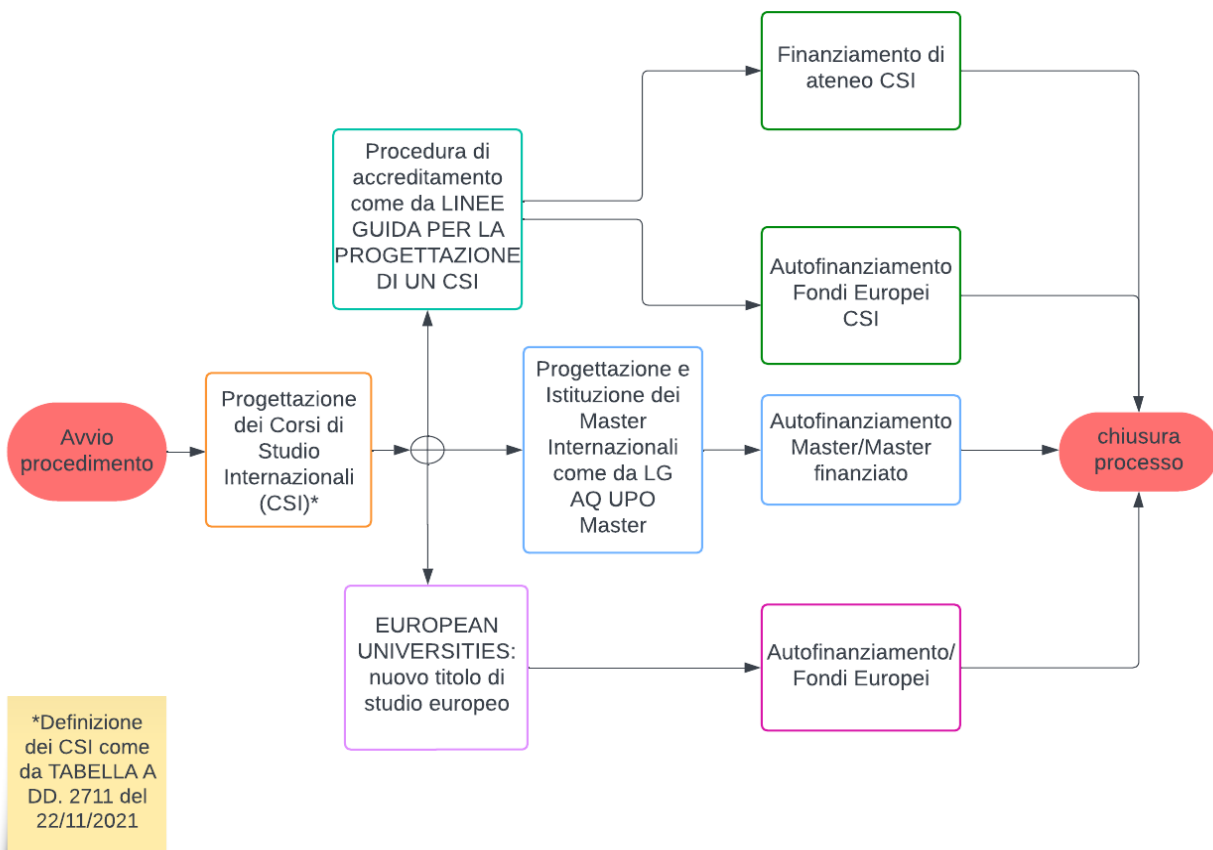 Finanziamento di
ateneo CSI
Procedura di
accreditamento
come da LINEE
GUIDA PER LA
PROGETTAZIONE
DI UN CSI
Autofinanziamento
Fondi Europei
CSI
Avvio
procedimento
Progettazione
dei Corsi di
Studio
Internazionali
(CSI)*
Progettazione e
Istituzione dei
Master
Internazionali
come da LG
AQ UPO
Master
Autofinanziamento
Master/Master
finanziato
chiusura
processo
EUROPEAN
UNIVERSITIES:
nuovo titolo di
studio europeo
Autofinanziamento/
Fondi Europei
*Definizione
dei CSI come
da TABELLA A
DD. 2711 del
22/11/2021